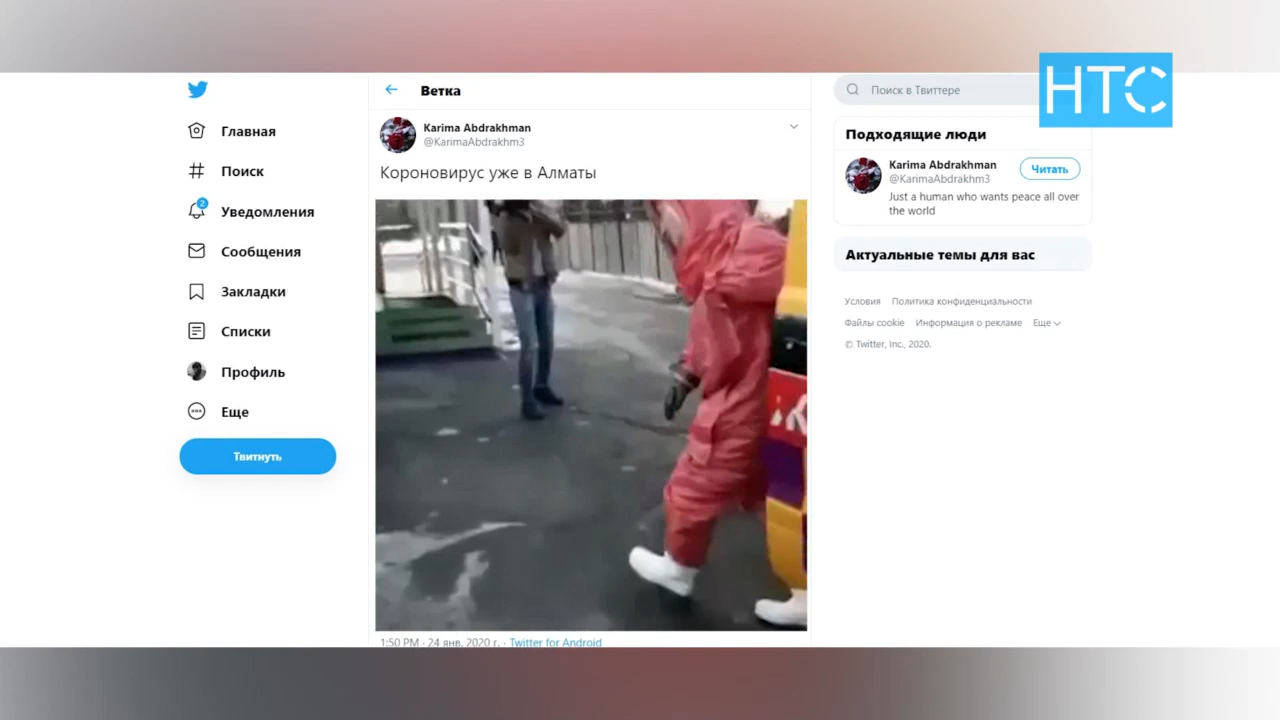 НТС
Главная
Поиск
2
Уведомления
Сообщения
Закладки
Списки
Профиль
Еще
Твитнуть
Ветка
Karima Abdrakhman
@KarimaAbdrakhm3
Короновирус уже в Алматы
1:50 PM · 24 янв. 2020 г. · Twitter for Android
Поиск в Твиттере
Подходящие люди
Karima Abdrakhman
@KarimaAbdrakhm3
Читать
Just a human who wants peace all over
the world
Актуальные темы для вас
Условия Политика конфиденциальности
Файлы cookie Информация о рекламе Еще
© Twitter, Inc., 2020.